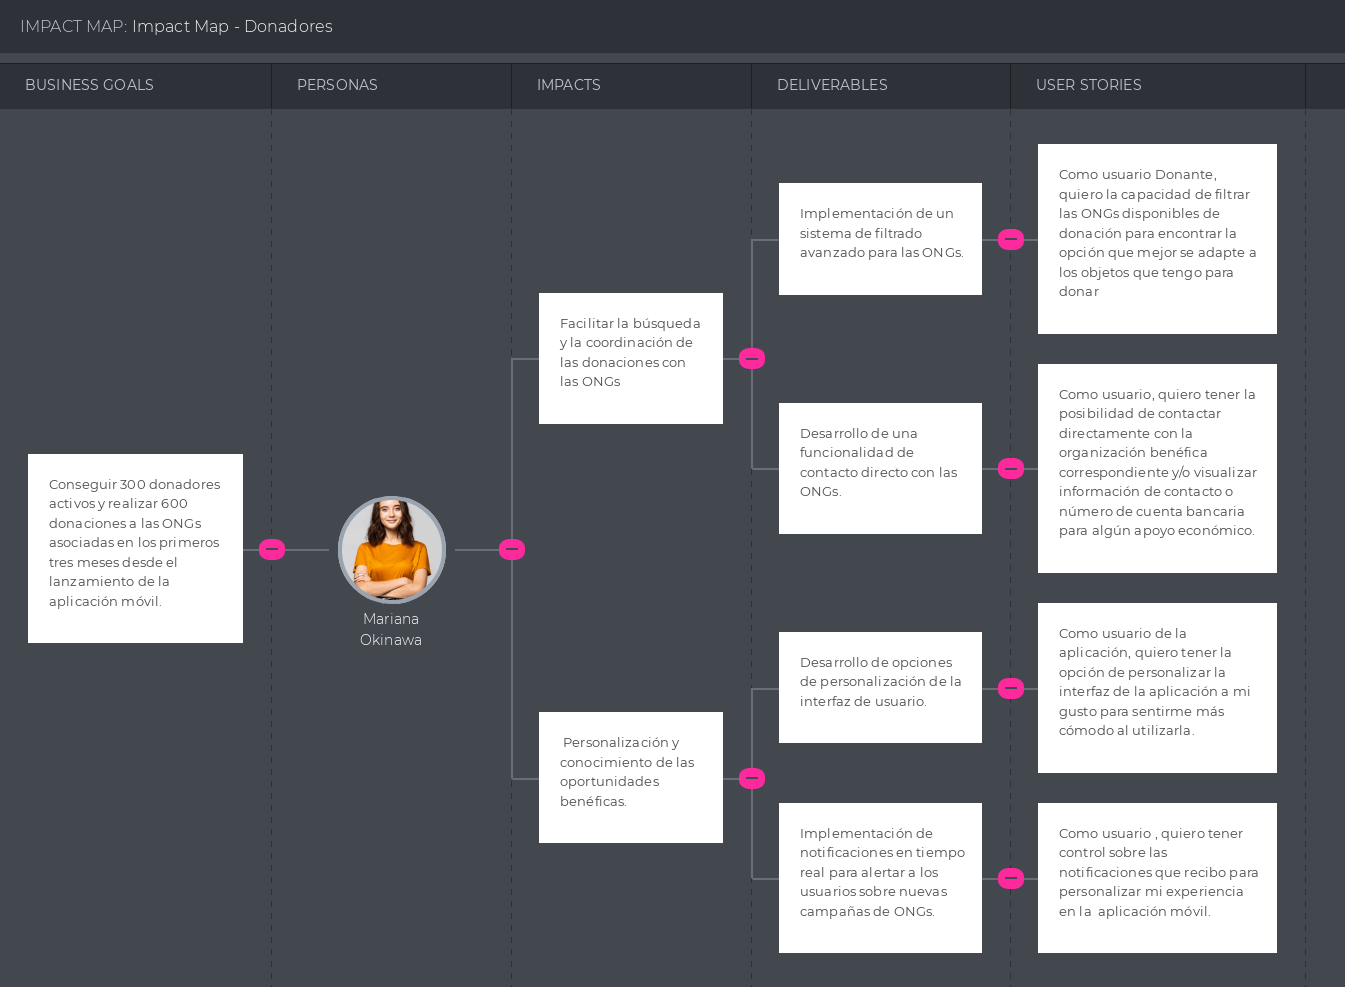 IMPACT MAP: Impact Map - Donadores
BUSINESS GOALS
PERSONAS
IMPACTS
DELIVERABLES
USER STORIES
Conseguir 300 donadores
activos y realizar 600
donaciones a las ONGs
asociadas en los primeros
tres meses desde el
lanzamiento de la
aplicación móvil.
Mariana
Okinawa
Facilitar la búsqueda
y la coordinación de
las donaciones con
las ONGs
Personalización y
conocimiento de las
oportunidades
benéficas.
Implementación de un
sistema de filtrado
avanzado para las ONGs.
Desarrollo de una
funcionalidad de
contacto directo con las
ONGs.
Desarrollo de opciones
de personalización de la
interfaz de usuario.
Implementación de
notificaciones en tiempo
real para alertar a los
usuarios sobre nuevas
campañas de ONGs.
Como usuario Donante,
quiero la capacidad de filtrar
las ONGs disponibles de
donación para encontrar la
opción que mejor se adapte a
los objetos que tengo para
donar
Como usuario, quiero tener la
posibilidad de contactar
directamente con la
organización benéfica
correspondiente y/o visualizar
información de contacto o
número de cuenta bancaria
para algún apoyo económico.
Como usuario de la
aplicación, quiero tener la
opción de personalizar la
interfaz de la aplicación a mi
gusto para sentirme más
cómodo al utilizarla.
Como usuario , quiero tener
control sobre las
notificaciones que recibo para
personalizar mi experiencia
en la  aplicación móvil.